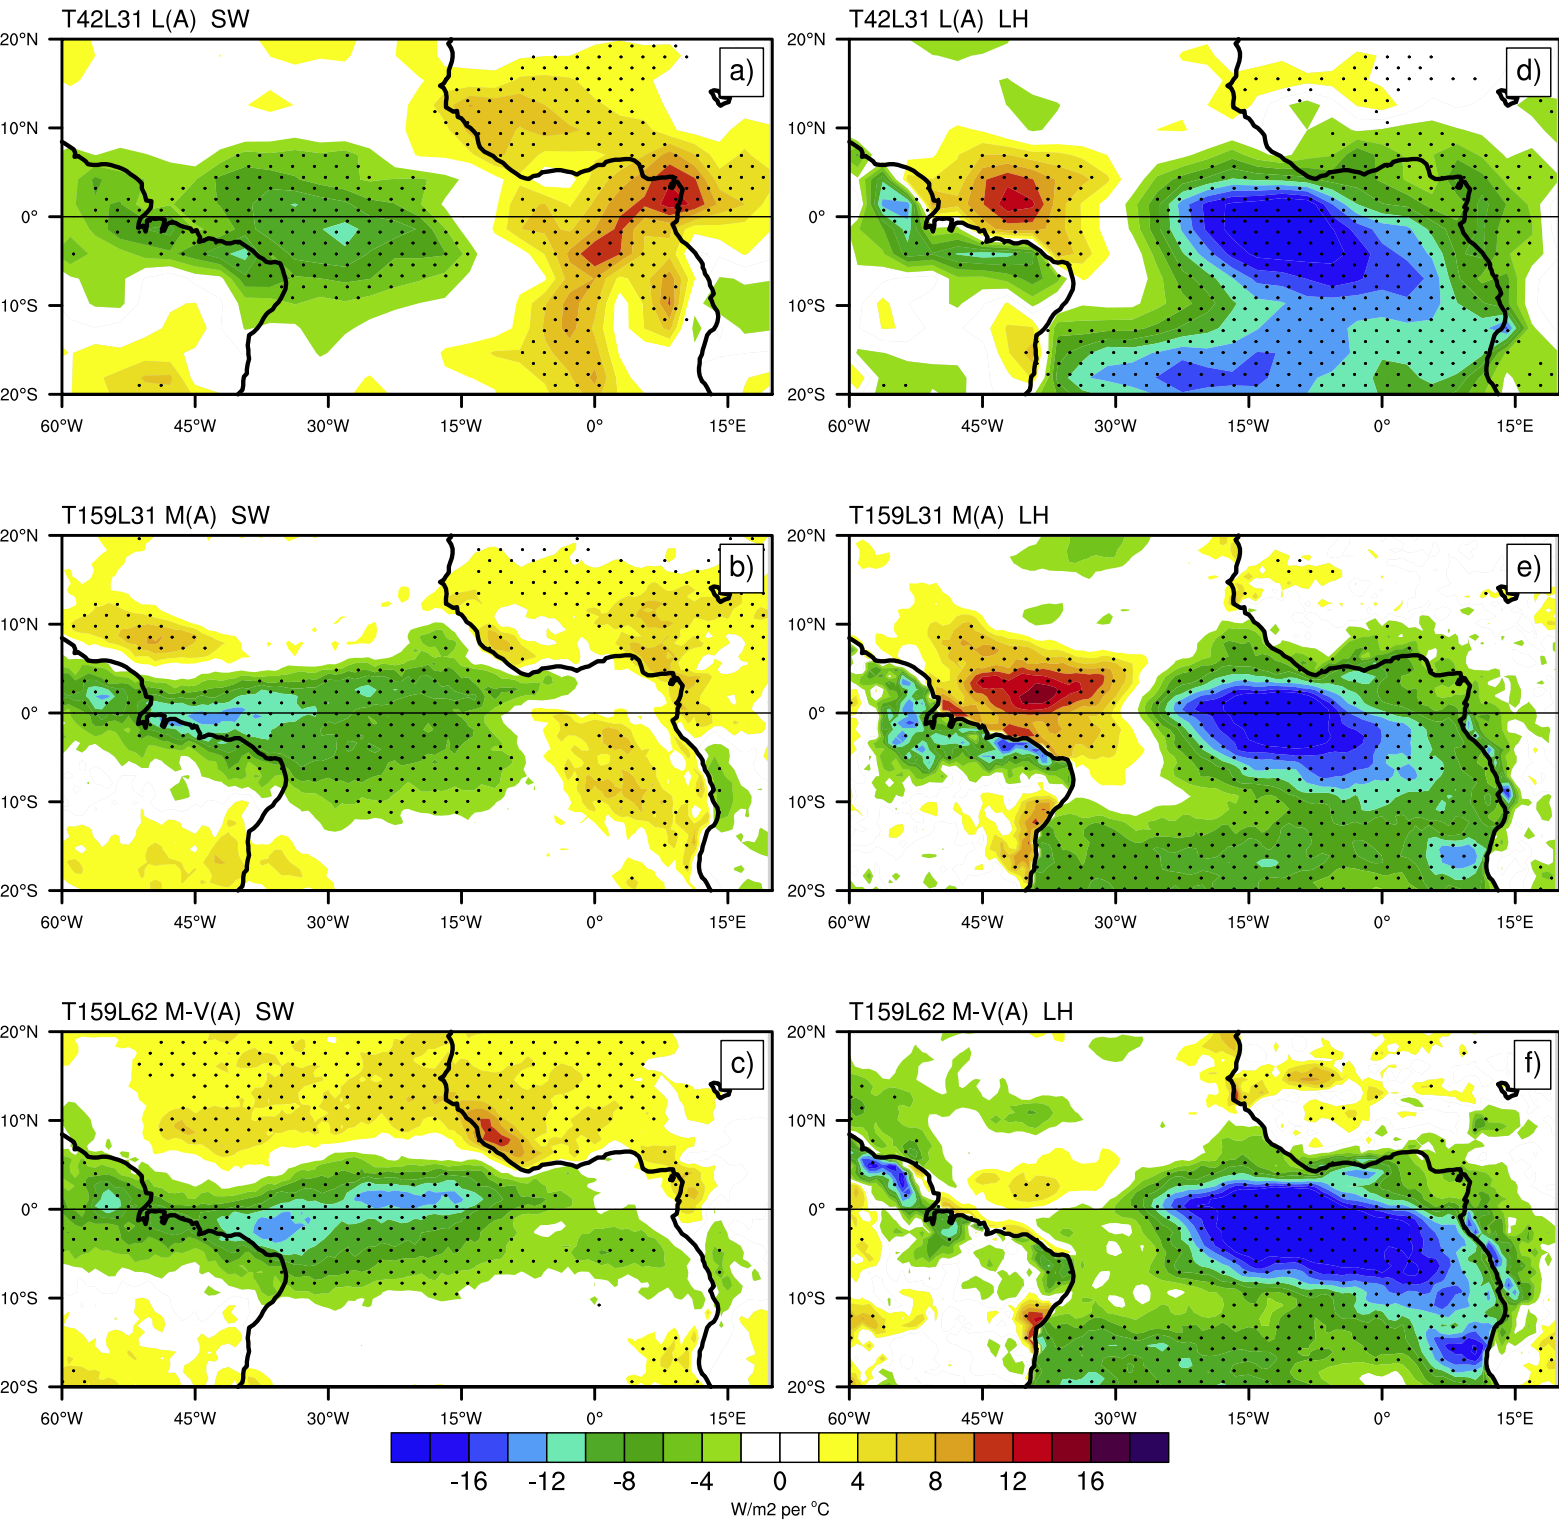 T42L31 L(A)  SW
20°N
10°N
0°
10°S
20°S
60°W 45°W 30°W 15°W 0° 15°E
a)
T42L31 L(A)  LH
20°N
10°N
0°
10°S
20°S
60°W 45°W 30°W 15°W 0° 15°E
d)
T159L31 M(A)  SW
20°N
10°N
0°
10°S
20°S
60°W 45°W 30°W 15°W 0° 15°E
b)
T159L31 M(A)  LH
20°N
10°N
0°
10°S
20°S
60°W 45°W 30°W 15°W 0° 15°E
e)
T159L62 M-V(A)  SW
20°N
10°N
0°
10°S
20°S
60°W 45°W 30°W 15°W 0° 15°E
c)
T159L62 M-V(A)  LH
20°N
10°N
0°
10°S
20°S
60°W 45°W 30°W 15°W 0° 15°E
f)
-16 -12 -8 -4 0 4 8 12 16
W/m2 per °C